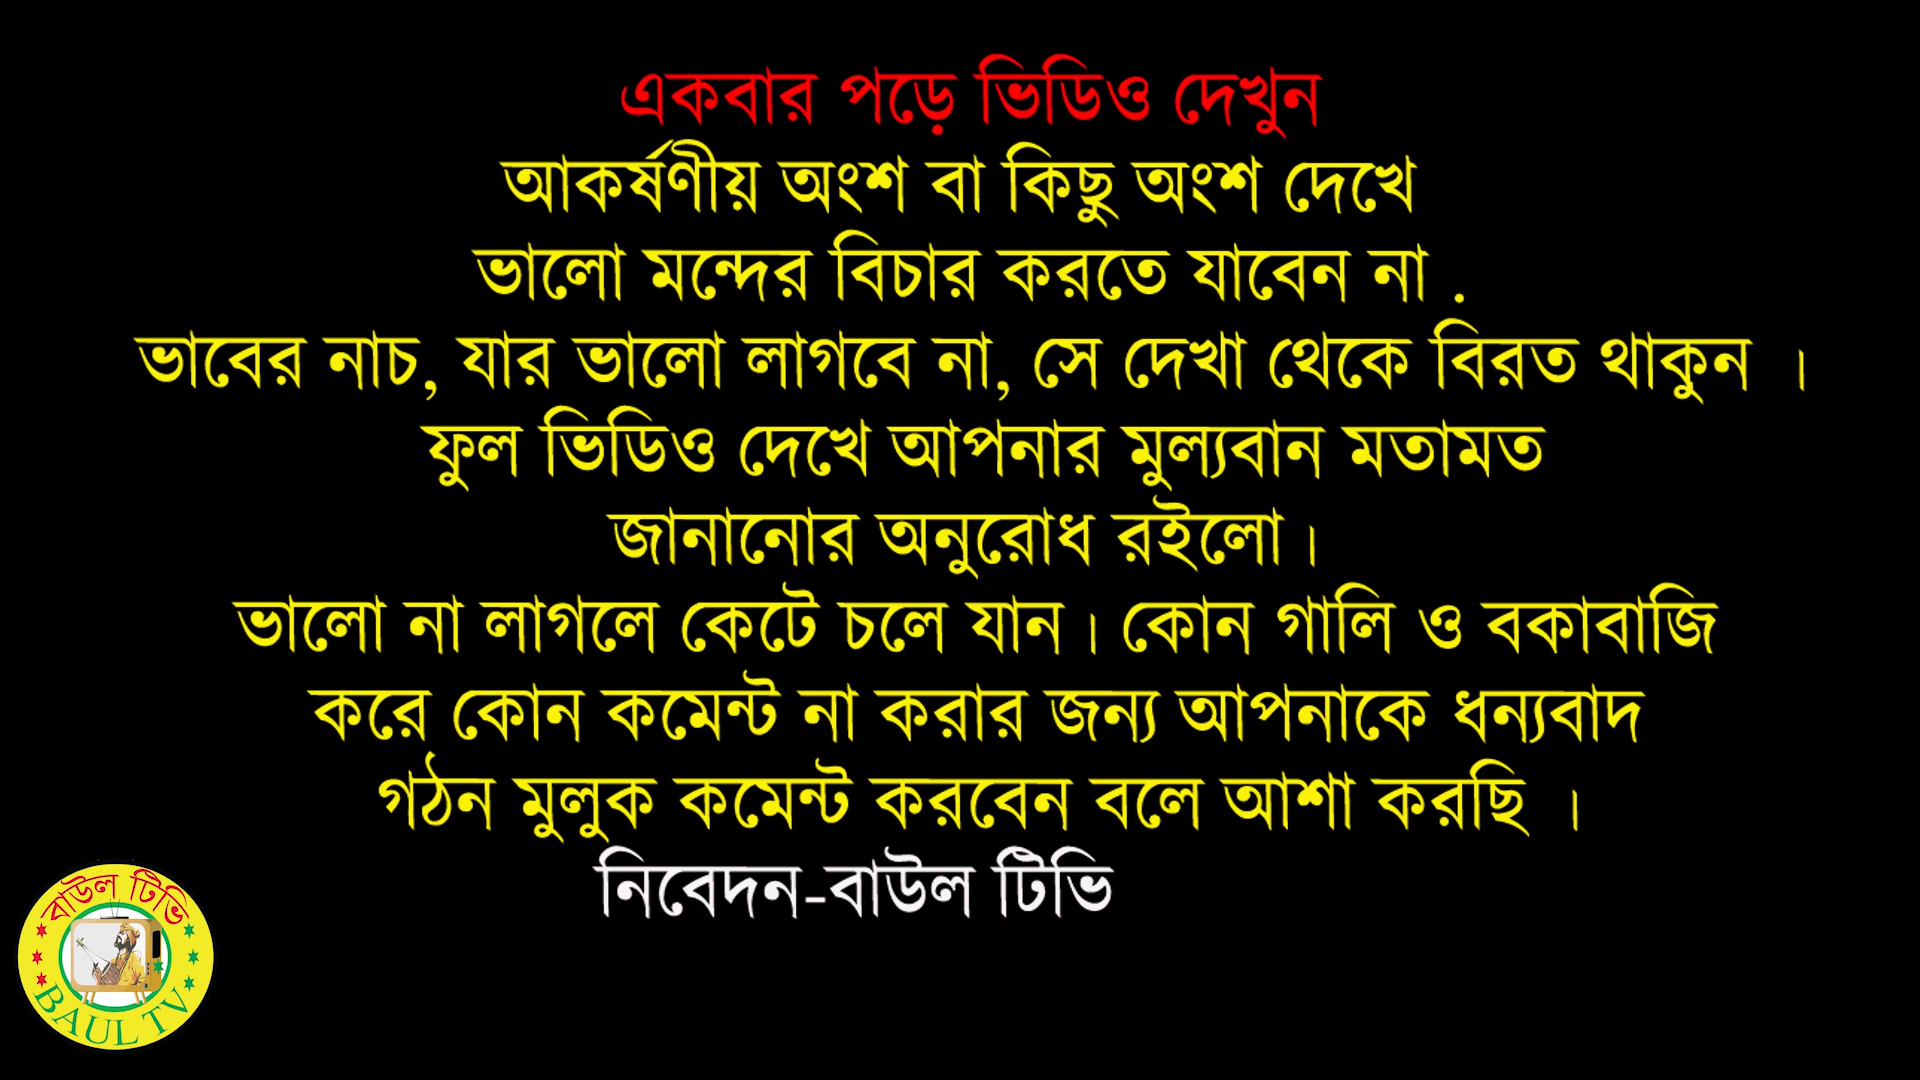 একবার পড়ে ভিডিও দেখুন
আকর্ষণীয় অংশ বা কিছু অংশ দেখে
ভালো মন্দের বিচার করতে যাবেন না .
ভাবের নাচ, যার ভালো লাগবে না, সে দেখা থেকে বিরত থাকুন ।
ফুল ভিডিও দেখে আপনার মুল্যবান মতামত
জানানোর অনুরোধ রইলো।
ভালো না লাগলে কেটে চলে যান। কোন গালি ও বকাবাজি
করে কোন কমেন্ট না করার জন্য আপনাকে ধন্যবাদ
গঠন মুলুক কমেন্ট করবেন বলে আশা করছি ।
নিবেদন-বাউল টিভি
বাউল টিভি
BAUL TV